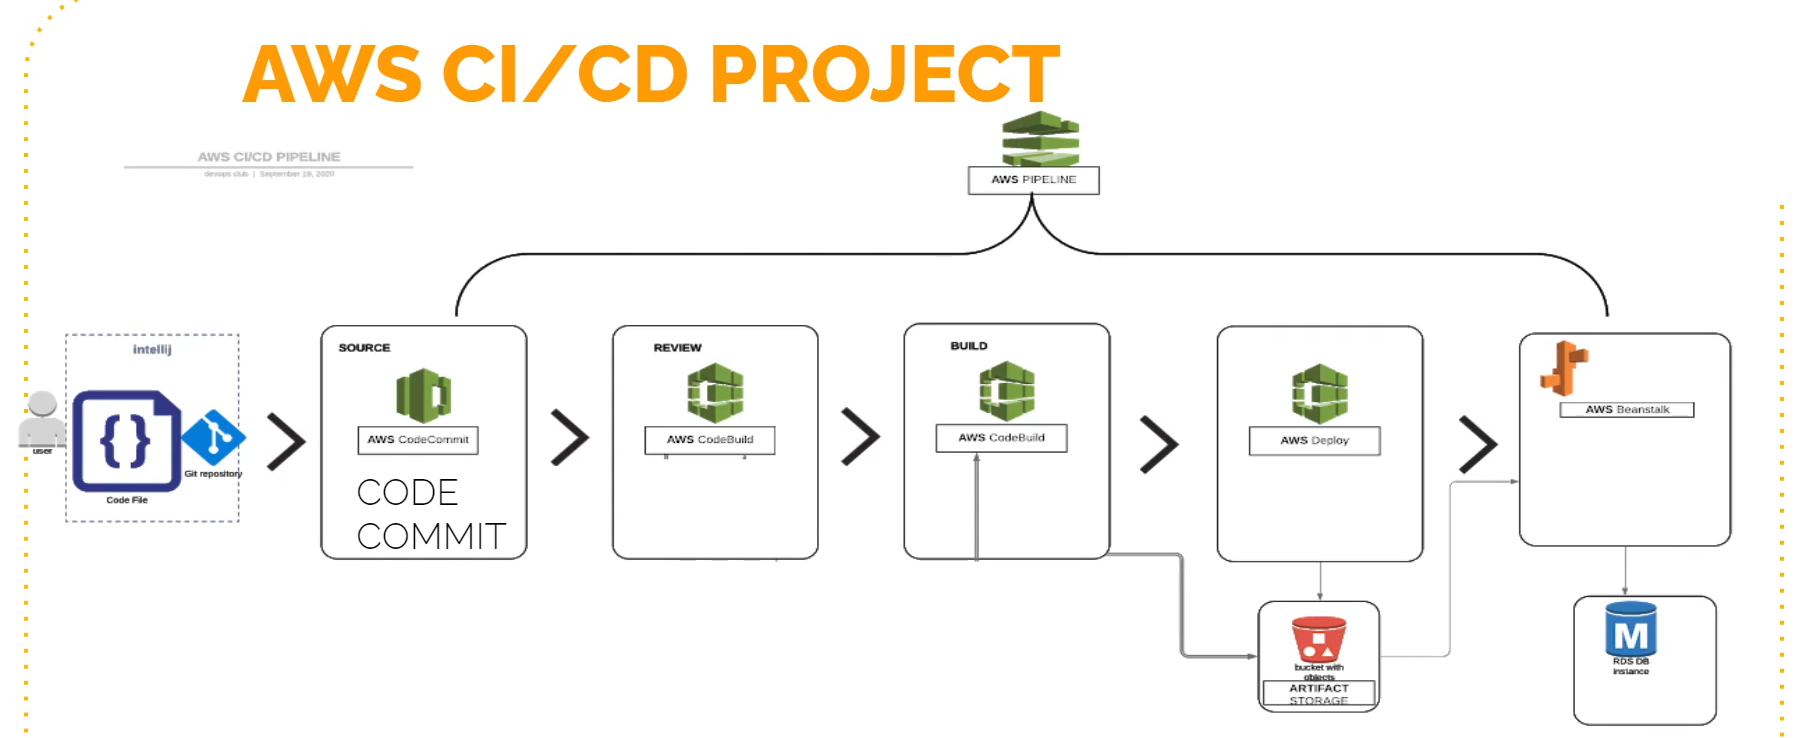 AWS CI/CD PROJECT
AWS CI/CD PIPELINE
devops club | September 28, 2020
AWS PIPELINE
intellij
user
Code File
Git repository
SOURCE
AWS CodeCommit
CODE
COMMIT
REVIEW
AWS CodeBuild
BUILD
AWS CodeBuild
AWS Deploy
AWS Beanstalk
bucket with
objects
ARTIFACT
STORAGE
M
RDS DB
instance